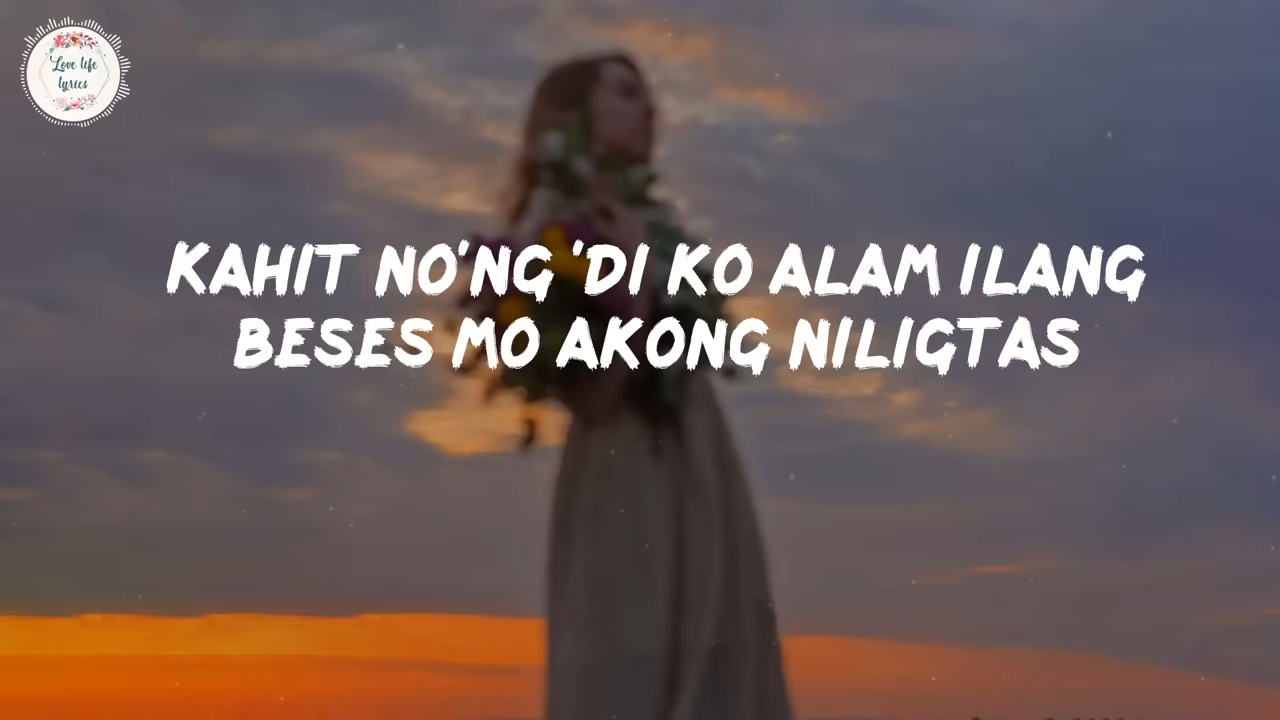 Love life
lyrics
KAHIT NO'NG 'DI KO ALAM ILANG
BESES MO AKONG NILIGTAS